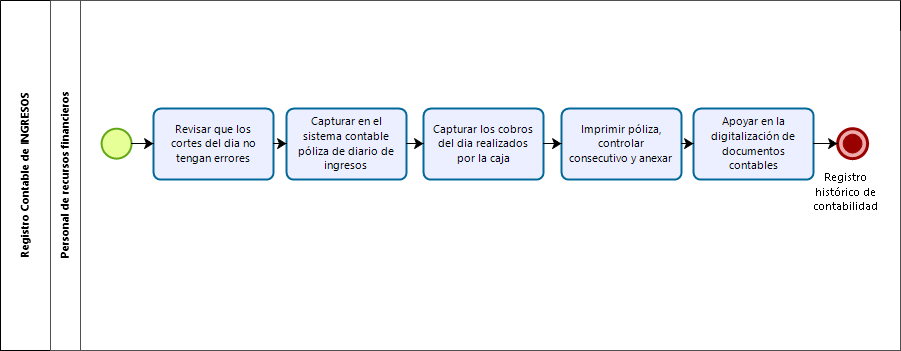 Registro Contable de INGRESOS
Personal de recursos financieros
Revisar que los
cortes del dia no
tengan errores
Capturar en el
sistema contable
póliza de diario de
ingresos
Capturar los cobros
del dia realizados
por la caja
Imprimir póliza,
controlar
consecutivo y anexar
Apoyar en la
digitalización de
documentos
contables
Registro
histórico de
contabilidad